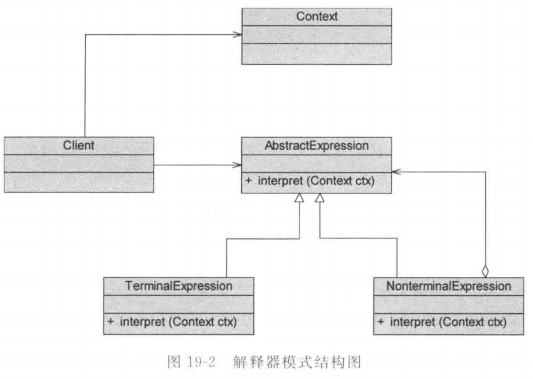 Context
Client
AbstractExpression
+ interpret (Context ctx)
TerminalExpression
NonterminalExpression
+ interpret (Context ctx)
+ interpret (Context ctx)
图 19-2 解释器模式结构图